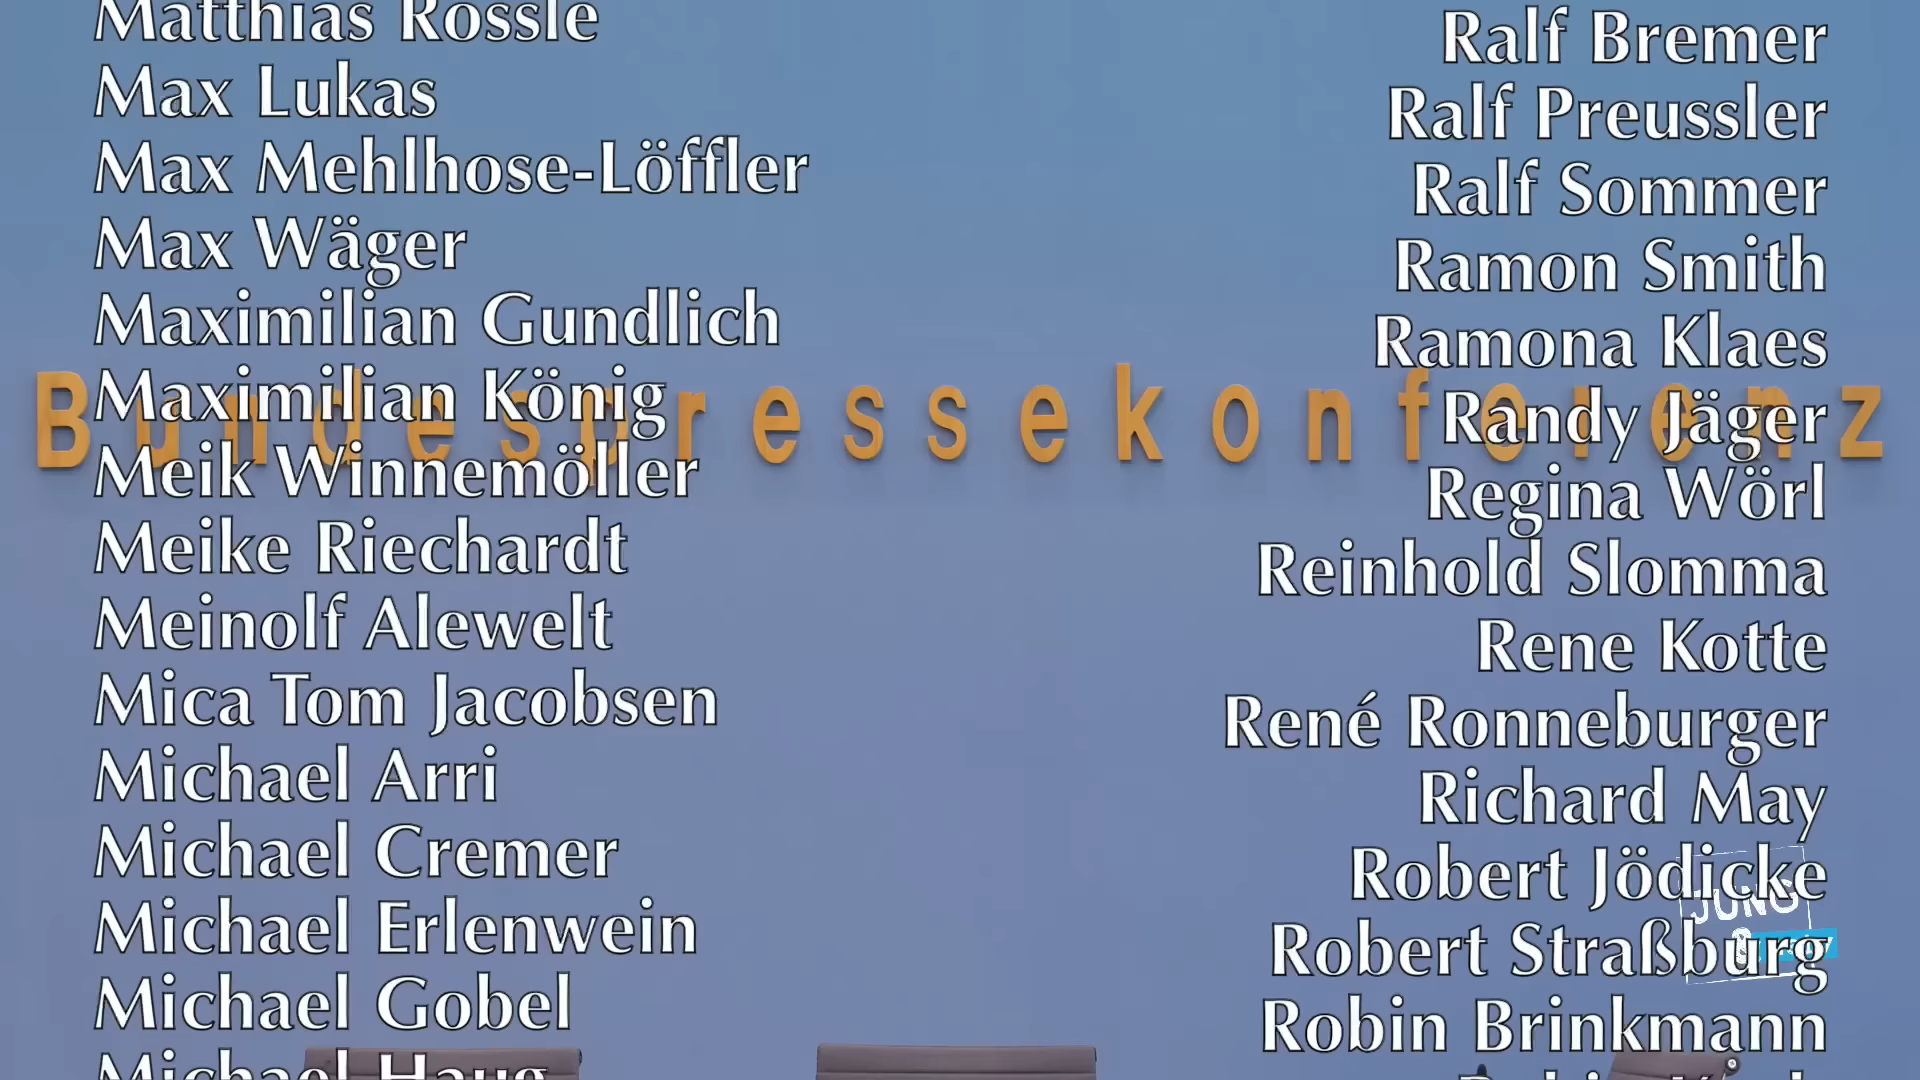 Matthias Rössle
Max Lukas
Max Mehlhose-Löffler
Max Wäger
Maximilian Gundlich
Maximilian König
Meik Winnemöller
Meike Riechardt
Meinolf Alewelt
Mica Tom Jacobsen
Michael Arri
Michael Cremer
Michael Erlenwein
Michael Gobel
Michael Haug
Ralf Bremer
Ralf Preussler
Ralf Sommer
Ramon Smith
Ramona Klaes
Randy Jäger
Regina Wörl
Reinhold Slomma
Rene Kotte
René Ronneburger
Richard May
Robert Jödicke
Robert Straßburg
Robin Brinkmann
Bundespressekonferenz
JUNG
&